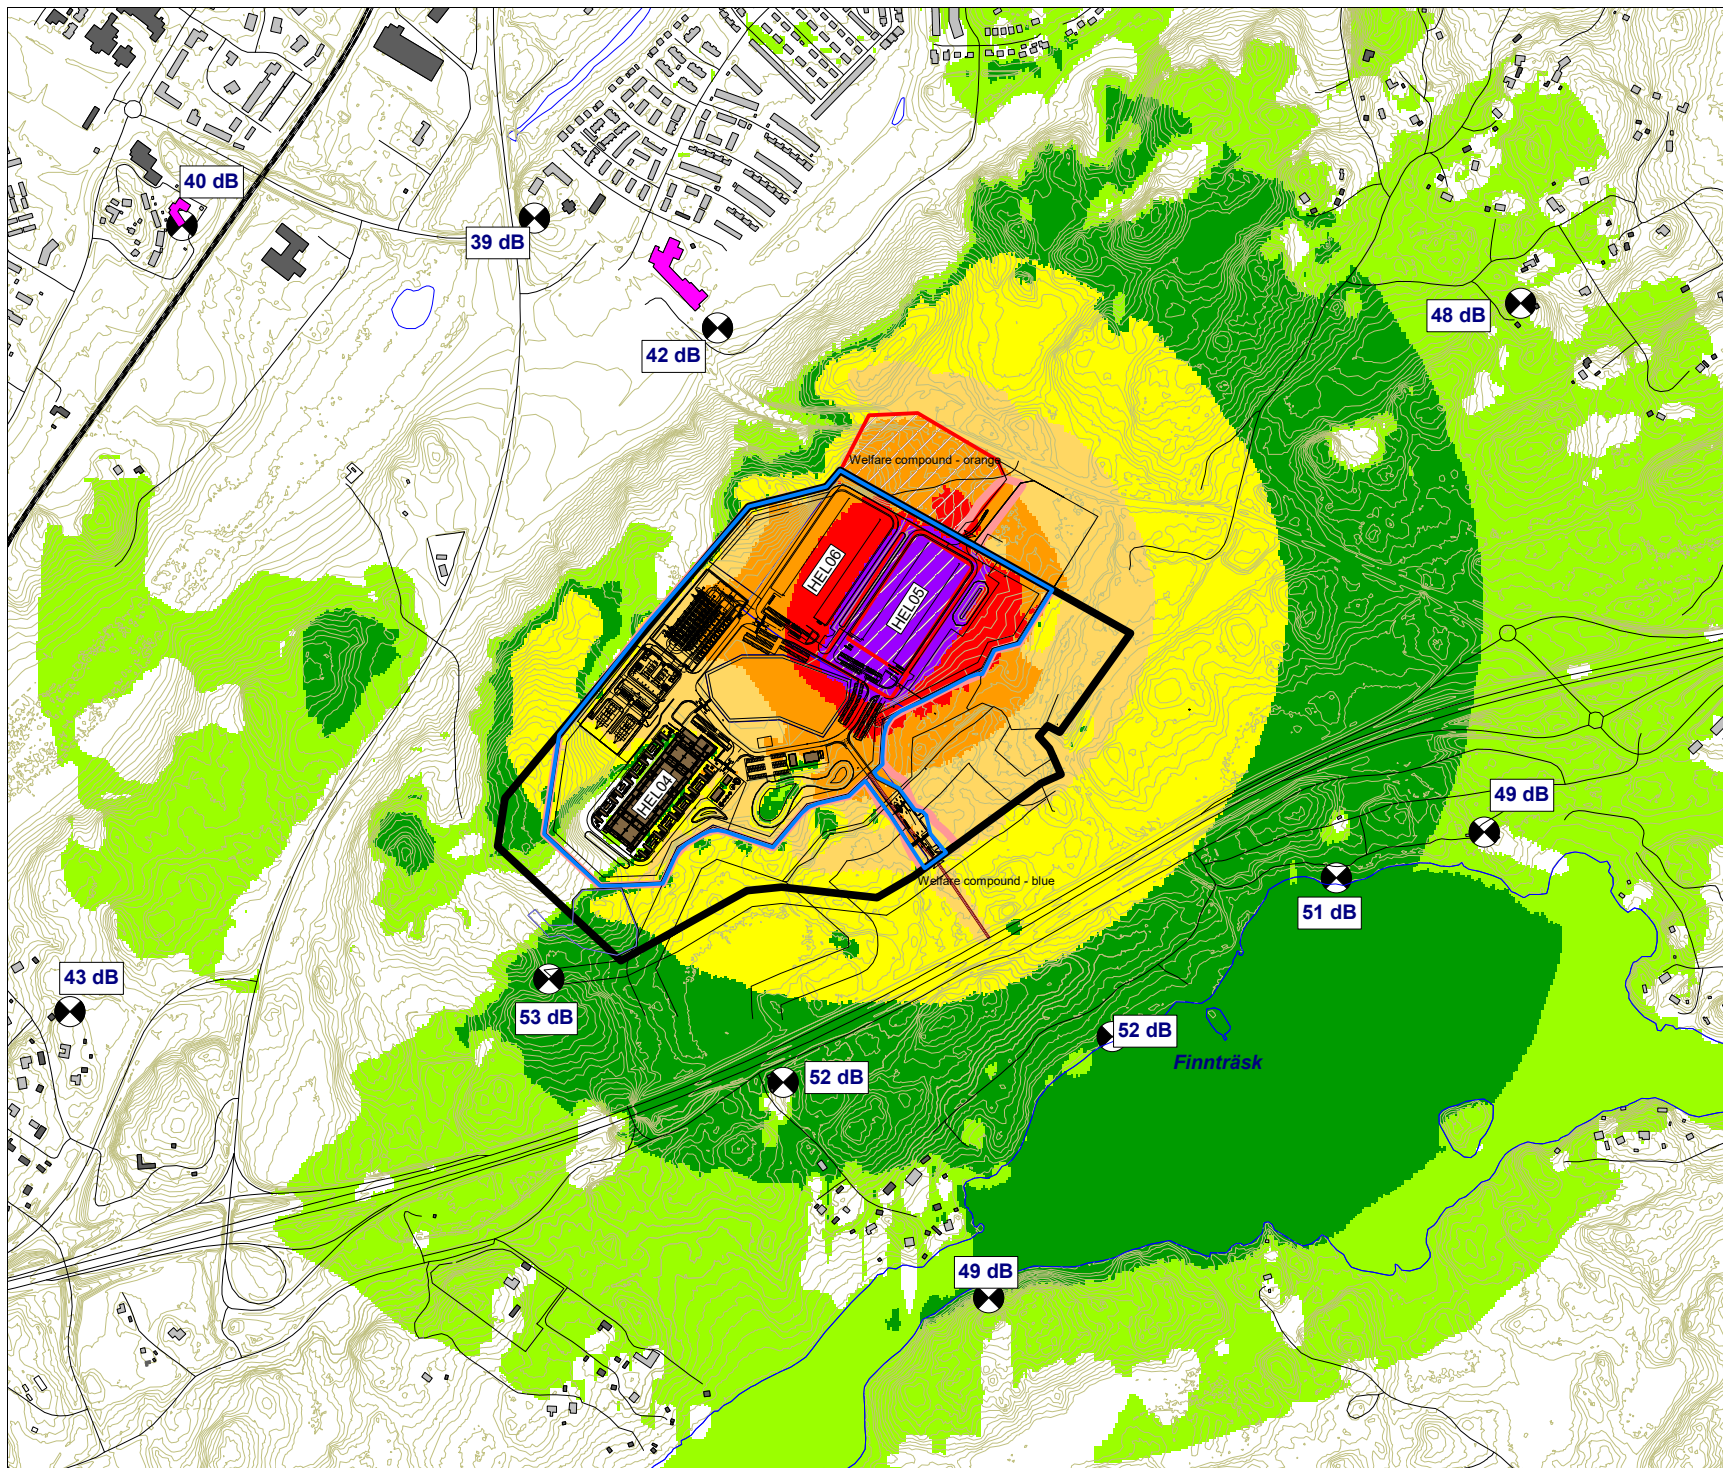 40 dB
39 dB
42 dB
48 dB
Welfare compound - orange
HEL06
HEL05
HEL04
49 dB
Welfare compound - blue
51 dB
43 dB
53 dB
52 dB
Finnträsk
52 dB
49 dB